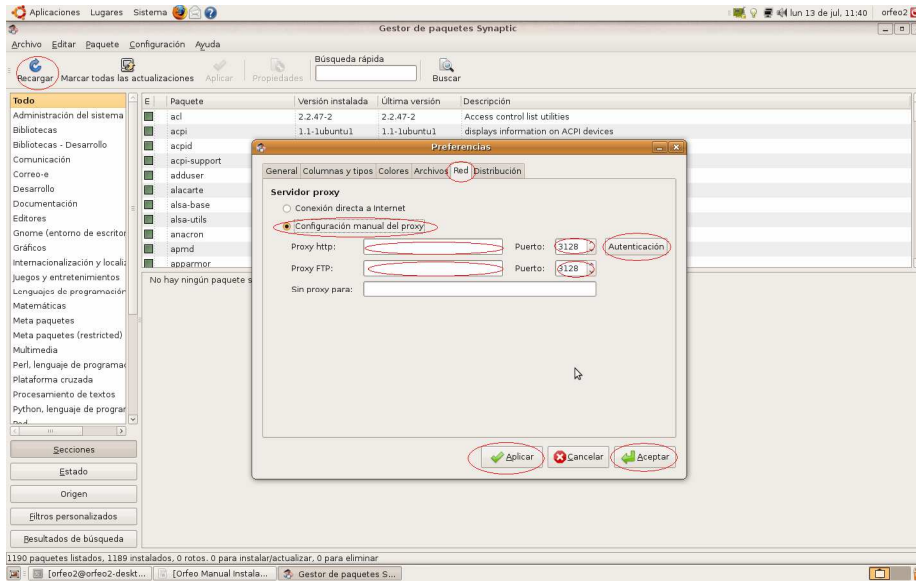 Aplicaciones Lugares Sistema
lun 13 de jul, 11:40 orfeo2
Gestor de paquetes Synaptic
Archivo Editar Paquete Configuración Ayuda
Recargar Marcar todas las actualizaciones Aplicar Propiedades Búsqueda rápida Buscar
Todo
Administración del sistema
Bibliotecas
Bibliotecas - Desarrollo
Comunicación
Correo-e
Desarrollo
Documentación
Editores
Gnome (entorno de escritor
Gráficos
Internacionalización y localiz
Juegos y entretenimientos
Lenguajes de programación
Matemáticas
Meta paquetes
Meta paquetes (restricted)
Multimedia
Perl, lenguaje de programac
Plataforma cruzada
Procesamiento de textos
Python, lenguaje de prograr
Red
Secciones
Estado
Origen
Filtros personalizados
Resultados de búsqueda
E Paquete Versión instalada Última versión Descripción
acl 2.2.47-2 2.2.47-2 Access control list utilities
acpi 1.1-1ubuntu1 1.1-1ubuntu1 displays information on ACPI devices
acpid
acpi-support
adduser
alacarte
alsa-base
alsa-utils
anacron
apmd
apparmor
No hay ningún paquete s
Preferencias
General Columnas y tipos Colores Archivos Red Distribución
Servidor proxy
Conexión directa a Internet
Configuración manual del proxy
Proxy http: Puerto: 3128 Autenticación
Proxy FTP: Puerto: 3128
Sin proxy para:
Aplicar Cancelar Aceptar
1190 paquetes listados, 1189 instalados, 0 rotos. 0 para instalar/actualizar, 0 para eliminar
[orfeo2@orfeo2-deskt... [Orfeo Manual Instala... Gestor de paquetes S...